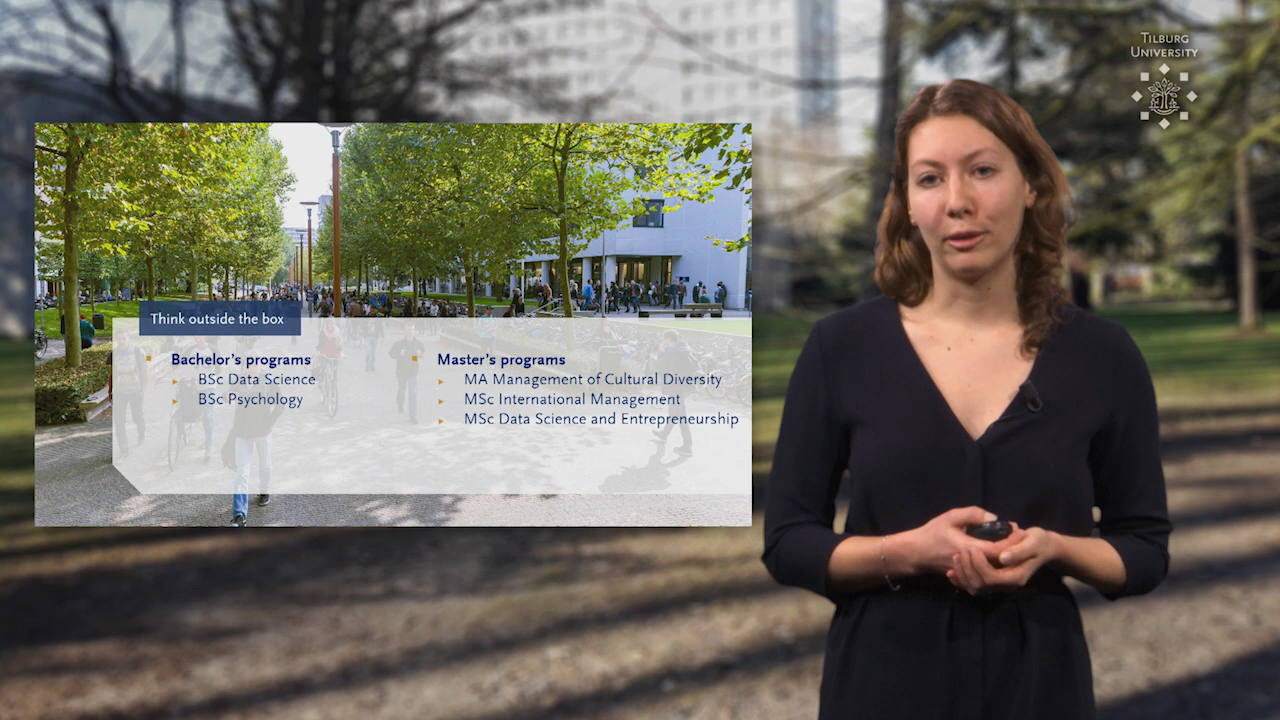 TILBURG
UNIVERSITY
Think outside the box
Bachelor's programs
BSc Data Science
BSc Psychology
Master's programs
MA Management of Cultural Diversity
MSc International Management
MSc Data Science and Entrepreneurship